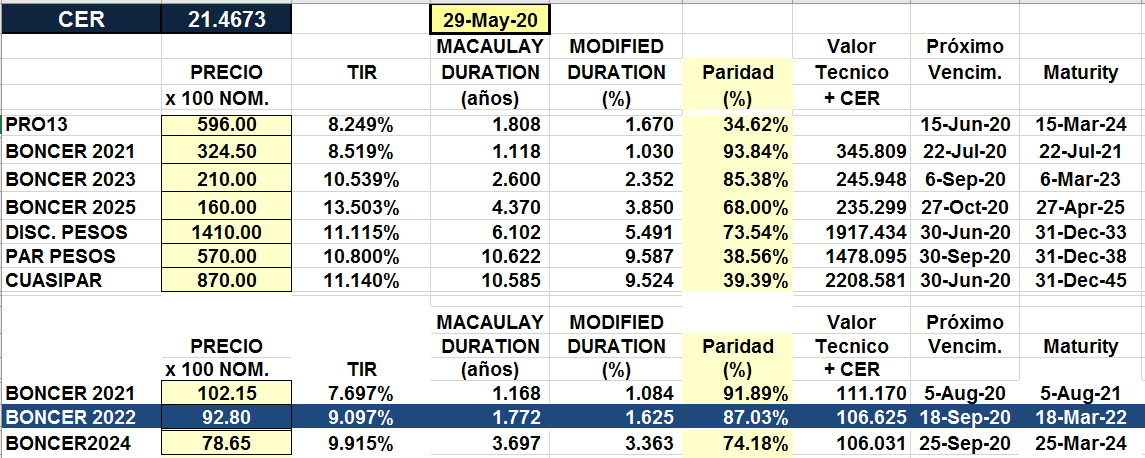 CER 21.4673 29-May-20
MACAULAY MODIFIED Valor Próximo
PRECIO TIR DURATION DURATION Paridad Tecnico Vencim. Maturity
x 100 NOM. (años) (%) (%) + CER
PRO13 596.00 8.249% 1.808 1.670 34.62% 15-Jun-20 15-Mar-24
BONCER 2021 324.50 8.519% 1.118 1.030 93.84% 345.809 22-Jul-20 22-Jul-21
BONCER 2023 210.00 10.539% 2.600 2.352 85.38% 245.948 6-Sep-20 6-Mar-23
BONCER 2025 160.00 13.503% 4.370 3.850 68.00% 235.299 27-Oct-20 27-Apr-25
DISC. PESOS 1410.00 11.115% 6.102 5.491 73.54% 1917.434 30-Jun-20 31-Dec-33
PAR PESOS 570.00 10.800% 10.622 9.587 38.56% 1478.095 30-Sep-20 31-Dec-38
CUASIPAR 870.00 11.140% 10.585 9.524 39.39% 2208.581 30-Jun-20 31-Dec-45
MACAULAY MODIFIED Valor Próximo
PRECIO DURATION DURATION Paridad Tecnico Vencim. Maturity
x 100 NOM. TIR (años) (%) (%) + CER
BONCER 2021 102.15 7.697% 1.168 1.084 91.89% 111.170 5-Aug-20 5-Aug-21
BONCER 2022 92.80 9.097% 1.772 1.625 87.03% 106.625 18-Sep-20 18-Mar-22
BONCER2024 78.65 9.915% 3.697 3.363 74.18% 106.031 25-Sep-20 25-Mar-24